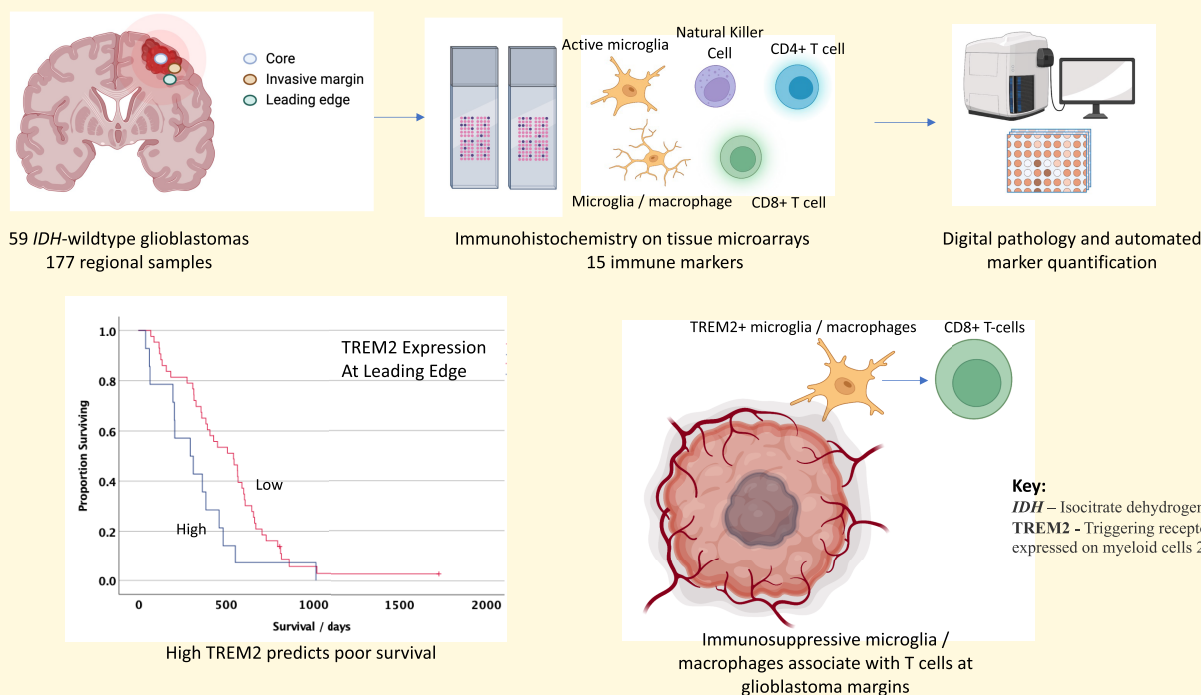 Core
Invasive margin
Leading edge
Active microglia
Natural Killer
Cell
CD4+ T cell
Microglia / macrophage
CD8+ T cell
59 IDH-wildtype glioblastomas
177 regional samples
Immunohistochemistry on tissue microarrays
15 immune markers
Digital pathology and automated
marker quantification
TREM2 Expression
At Leading Edge
Proportion Surviving
1.0
0.8
0.6
0.4
0.2
0.0
Low
High
0 500 1000 1500 2000
Survival / days
High TREM2 predicts poor survival
TREM2+ microglia / macrophages
CD8+ T-cells
Immunosuppressive microglia /
macrophages associate with T cells at
glioblastoma margins
Key:
IDH – Isocitrate dehydrogen
TREM2 - Triggering recept
expressed on myeloid cells 2